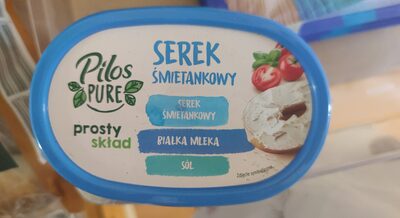 Pilos
PURE
prosty
skład
SEREK
ŚMIETANKOWY
SEREK
ŚMIETANKOWY
BIAŁKA MLEKA
SÓL